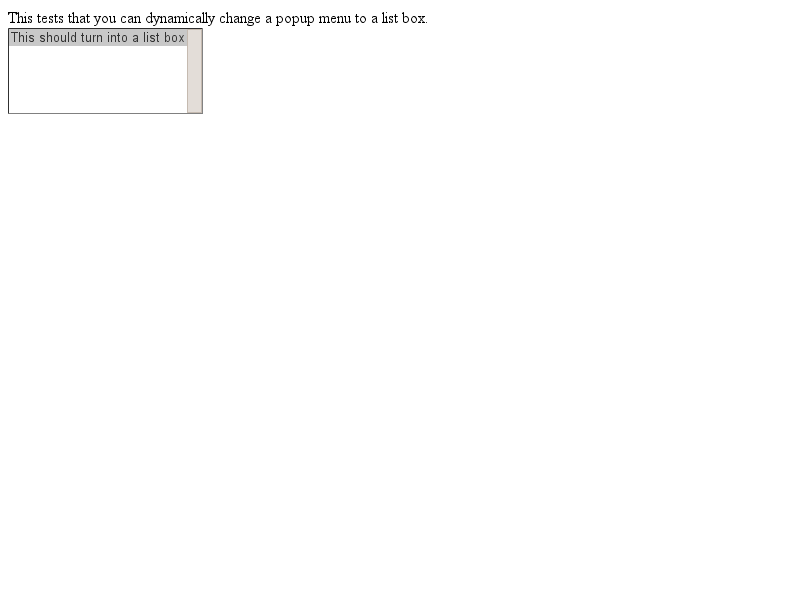 This tests that you can dynamically change a popup menu to a list box.
This should turn into a list box